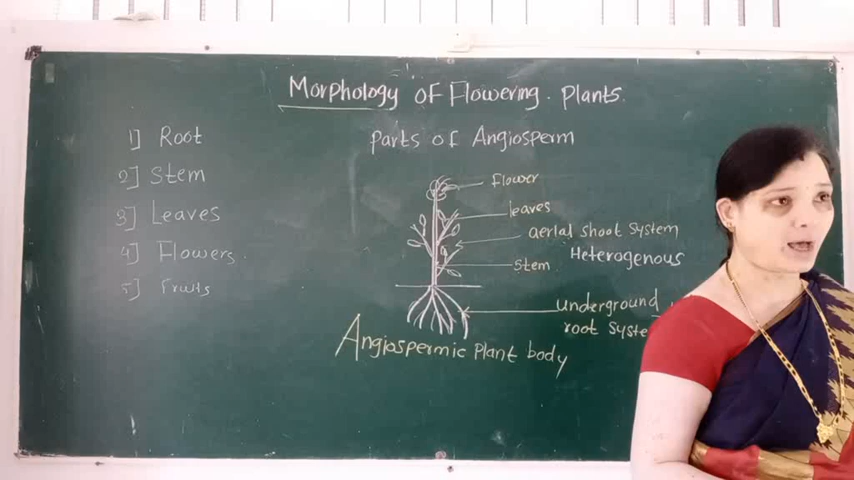 Morphology of Flowering. Plants.
1] Root
2] Stem
3] Leaves
4] Flowers.
5] Fruits
Parts of Angiosperm
flower
leaves
aerial shoot system
Heterogenous
stem
underground
root
Angiospermic Plant body